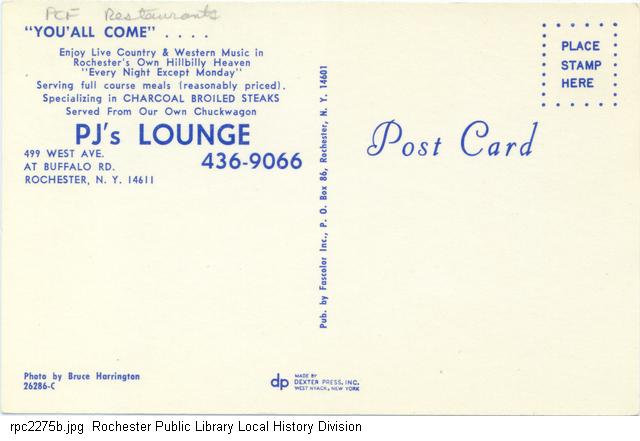 PCF Restaurants
"YOU'ALL COME" . . . .
Enjoy Live Country & Western Music in
Rochester's Own Hillbilly Heaven
"Every Night Except Monday"
Serving full course meals (reasonably priced).
Specializing in CHARCOAL BROILED STEAKS
Served From Our Own Chuckwagon
PJ's LOUNGE
499 WEST AVE.
AT BUFFALO RD.
ROCHESTER, N. Y. 14611
436-9066
Photo by Bruce Harrington
26286-C
Pub. by Fascolor Inc., P. O. Box 86, Rochester, N. Y. 14601
Post Card
PLACE
STAMP
HERE
dp
MADE BY
DEXTER PRESS, INC.
WEST NYACK, NEW YORK
rpc2275b.jpg Rochester Public Library Local History Division